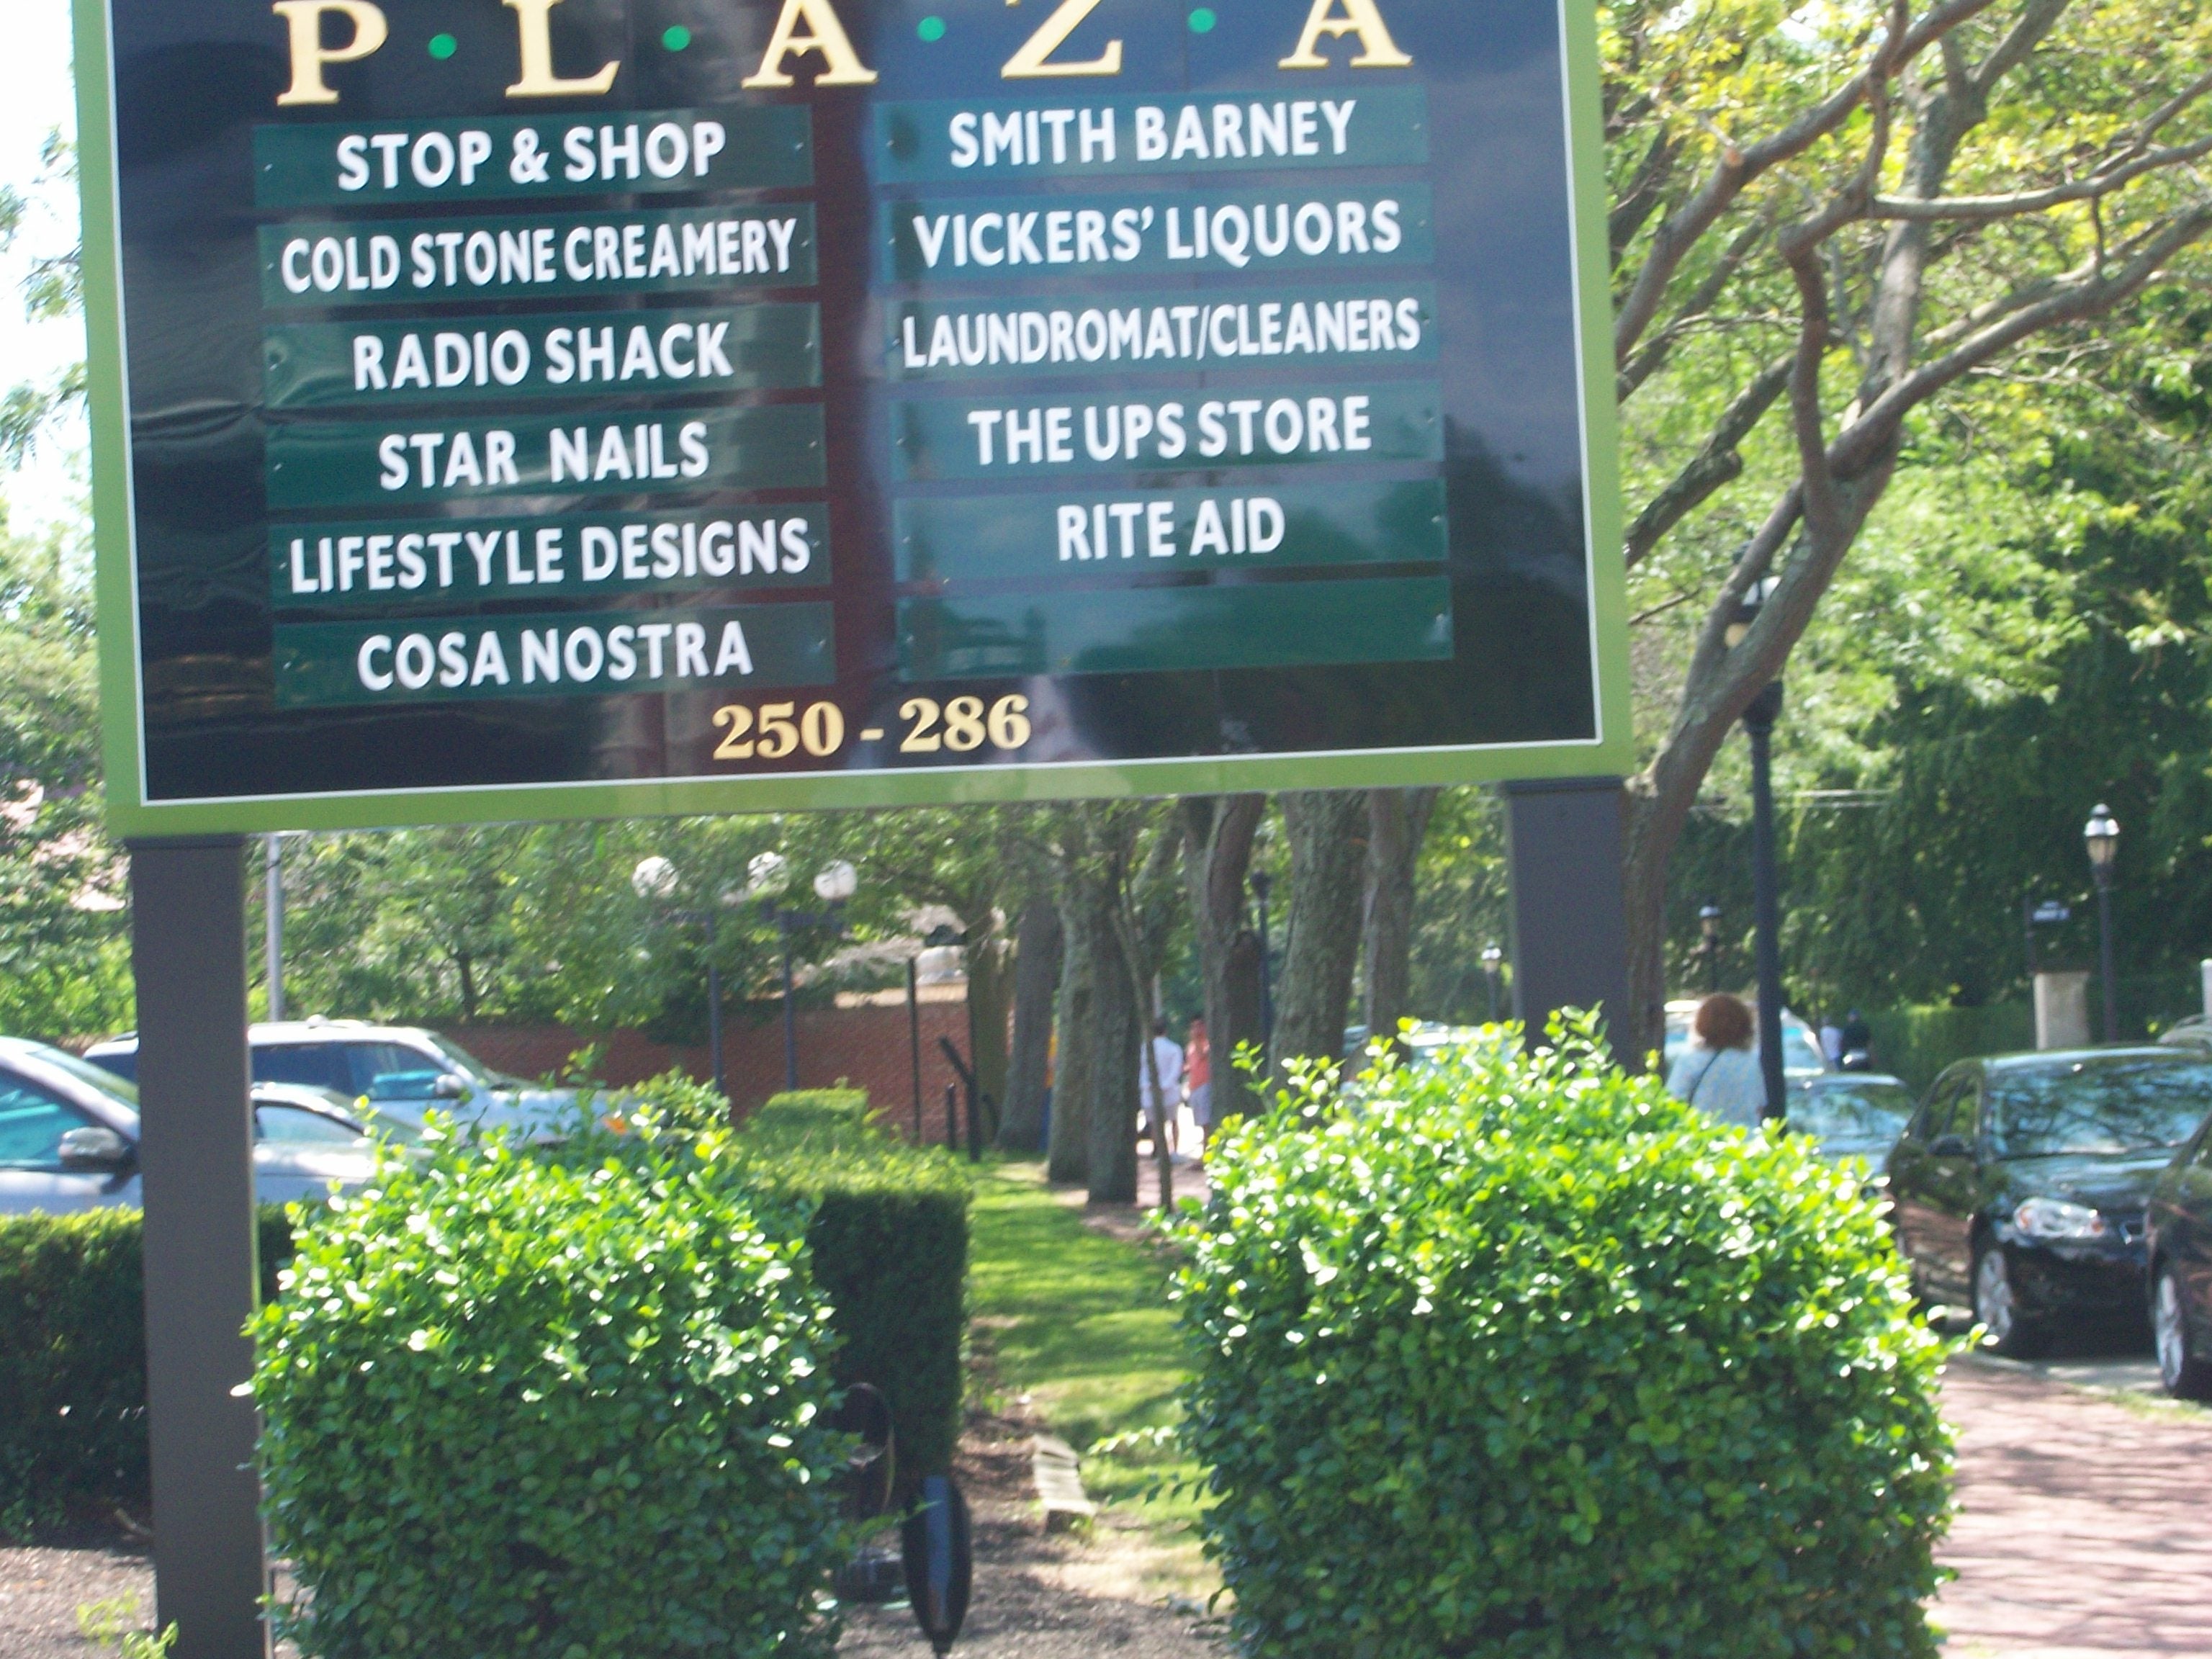 P·L·A·Z·A
STOP & SHOP
COLD STONE CREAMERY
RADIO SHACK
STAR NAILS
LIFESTYLE DESIGNS
COSA NOSTRA
SMITH BARNEY
VICKERS’ LIQUORS
LAUNDROMAT/CLEANERS
THE UPS STORE
RITE AID
250 - 286